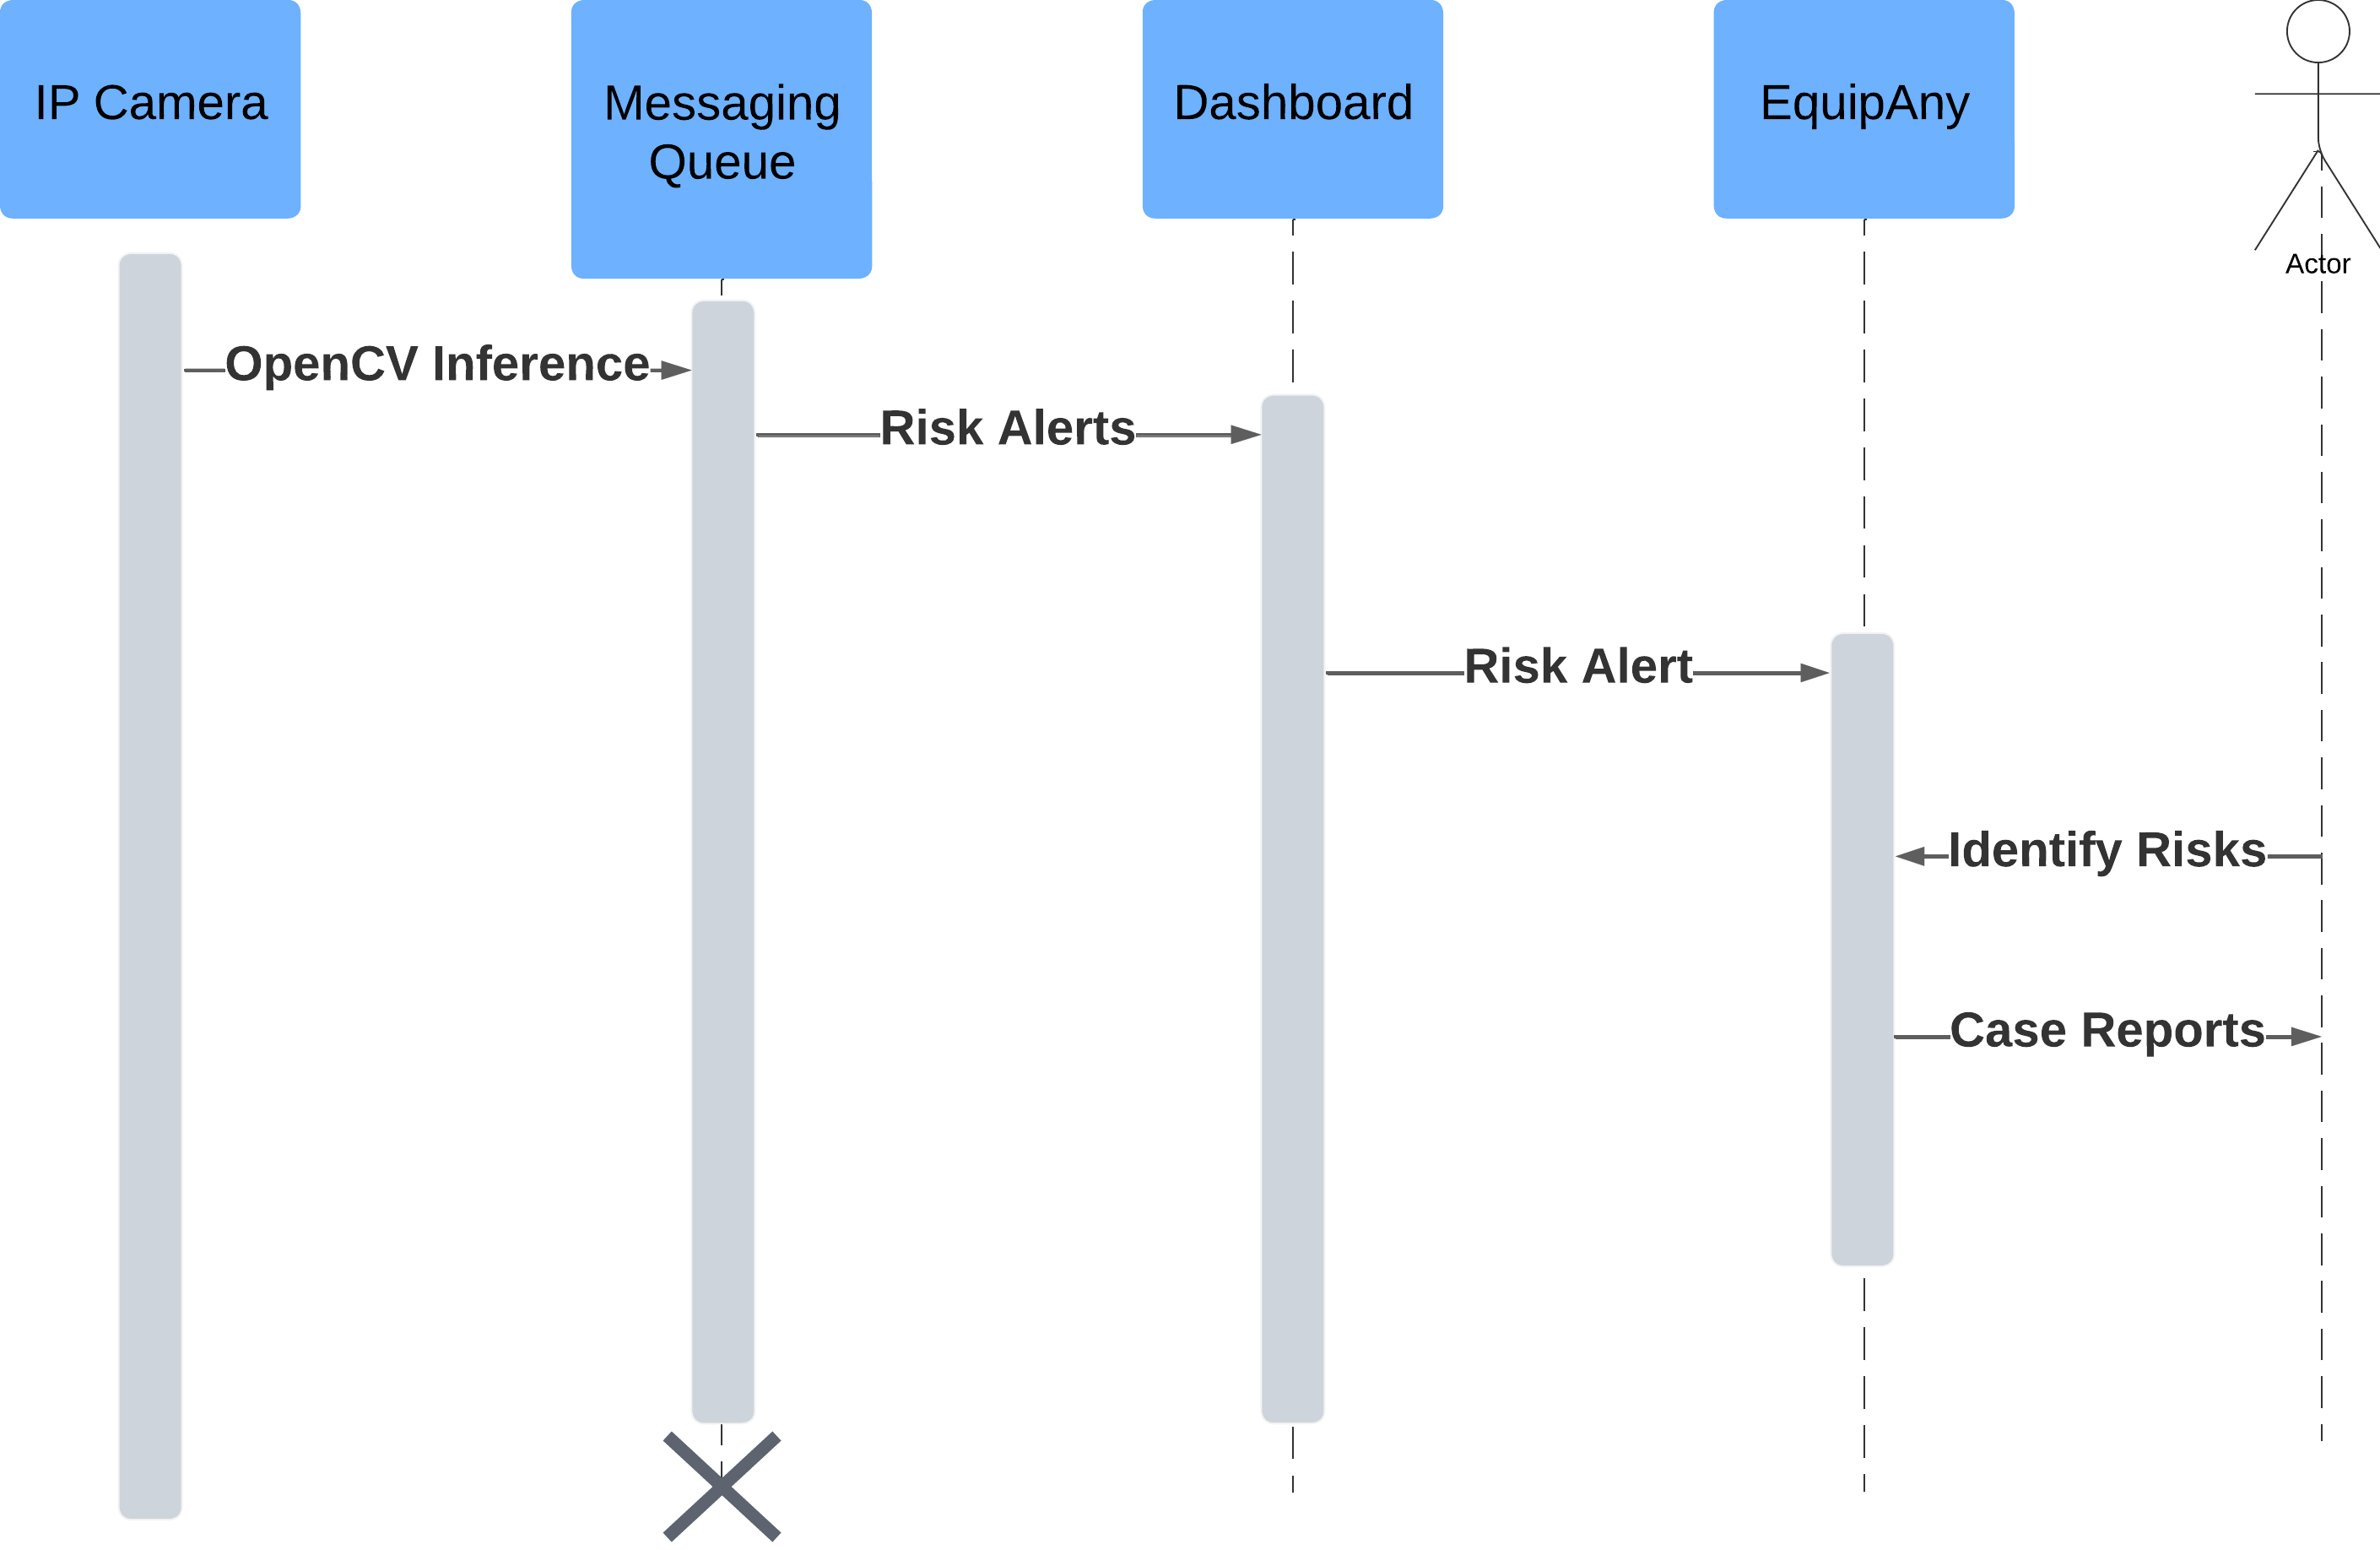 IP Camera
Messaging
Queue
Dashboard
EquipAny
Actor
OpenCV Inference
Risk Alerts
Risk Alert
Identify Risks
Case Reports